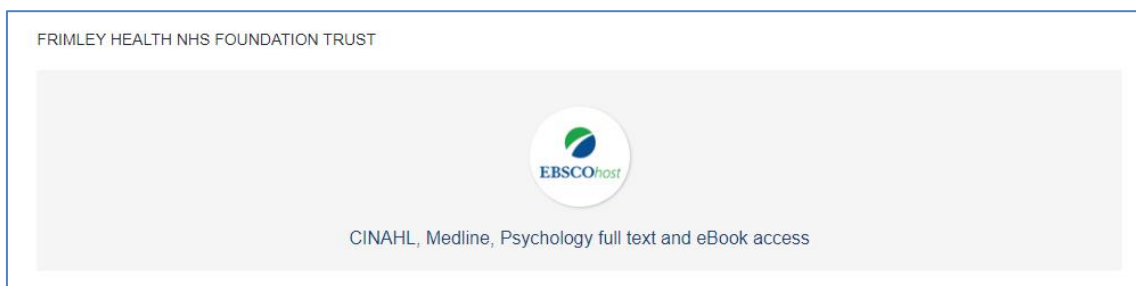 FRIMLEY HEALTH NHS FOUNDATION TRUST
EBSCOhost
CINAHL, Medline, Psychology full text and eBook access